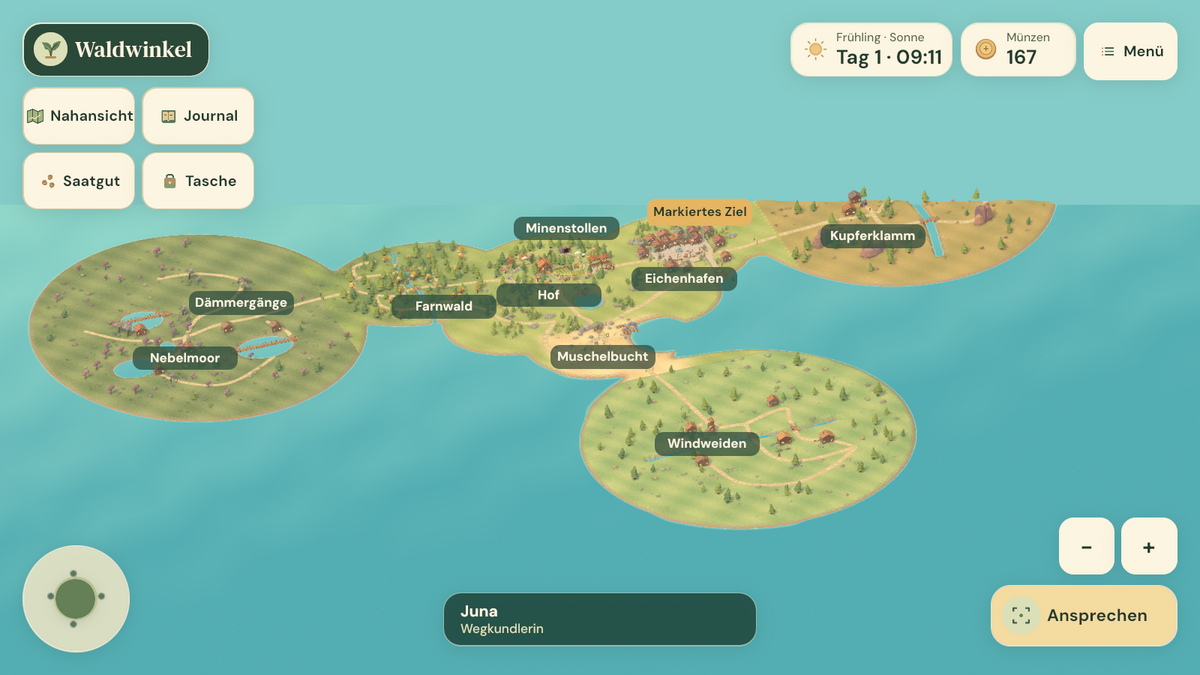 Waldwinkel
Frühling · Sonne
Tag 1 · 09:11
Münzen
167
Menü
Nahansicht
Journal
Saatgut
Tasche
Markiertes Ziel
Minenstollen
Kupferklamm
Eichenhafen
Hof
Dämmergänge
Farnwald
Nebelmoor
Muschelbucht
Windweiden
Juna
Wegkundlerin
−
+
Ansprechen